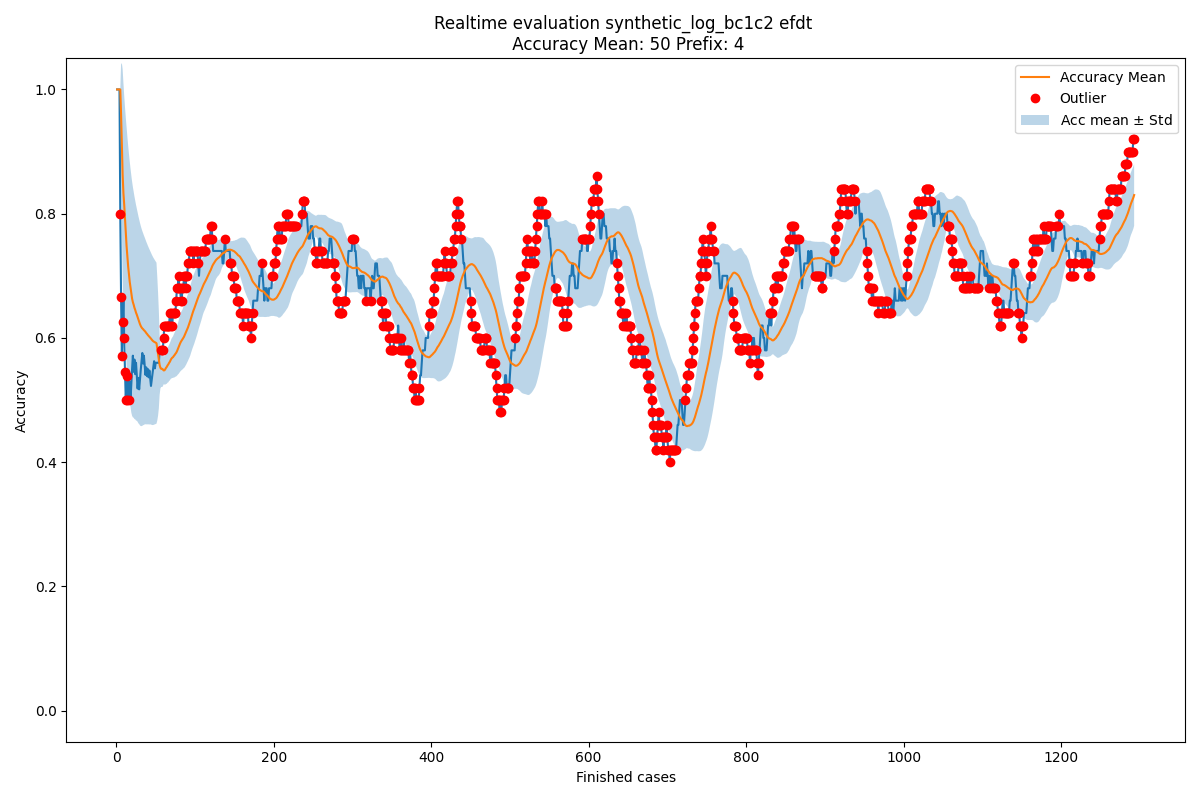 Realtime evaluation synthetic_log_bc1c2 efdt
Accuracy Mean: 50 Prefix: 4
Accuracy Mean
Outlier
Acc mean ± Std
1.0
0.8
0.6
0.4
0.2
0.0
Accuracy
0 200 400 600 800 1000 1200
Finished cases